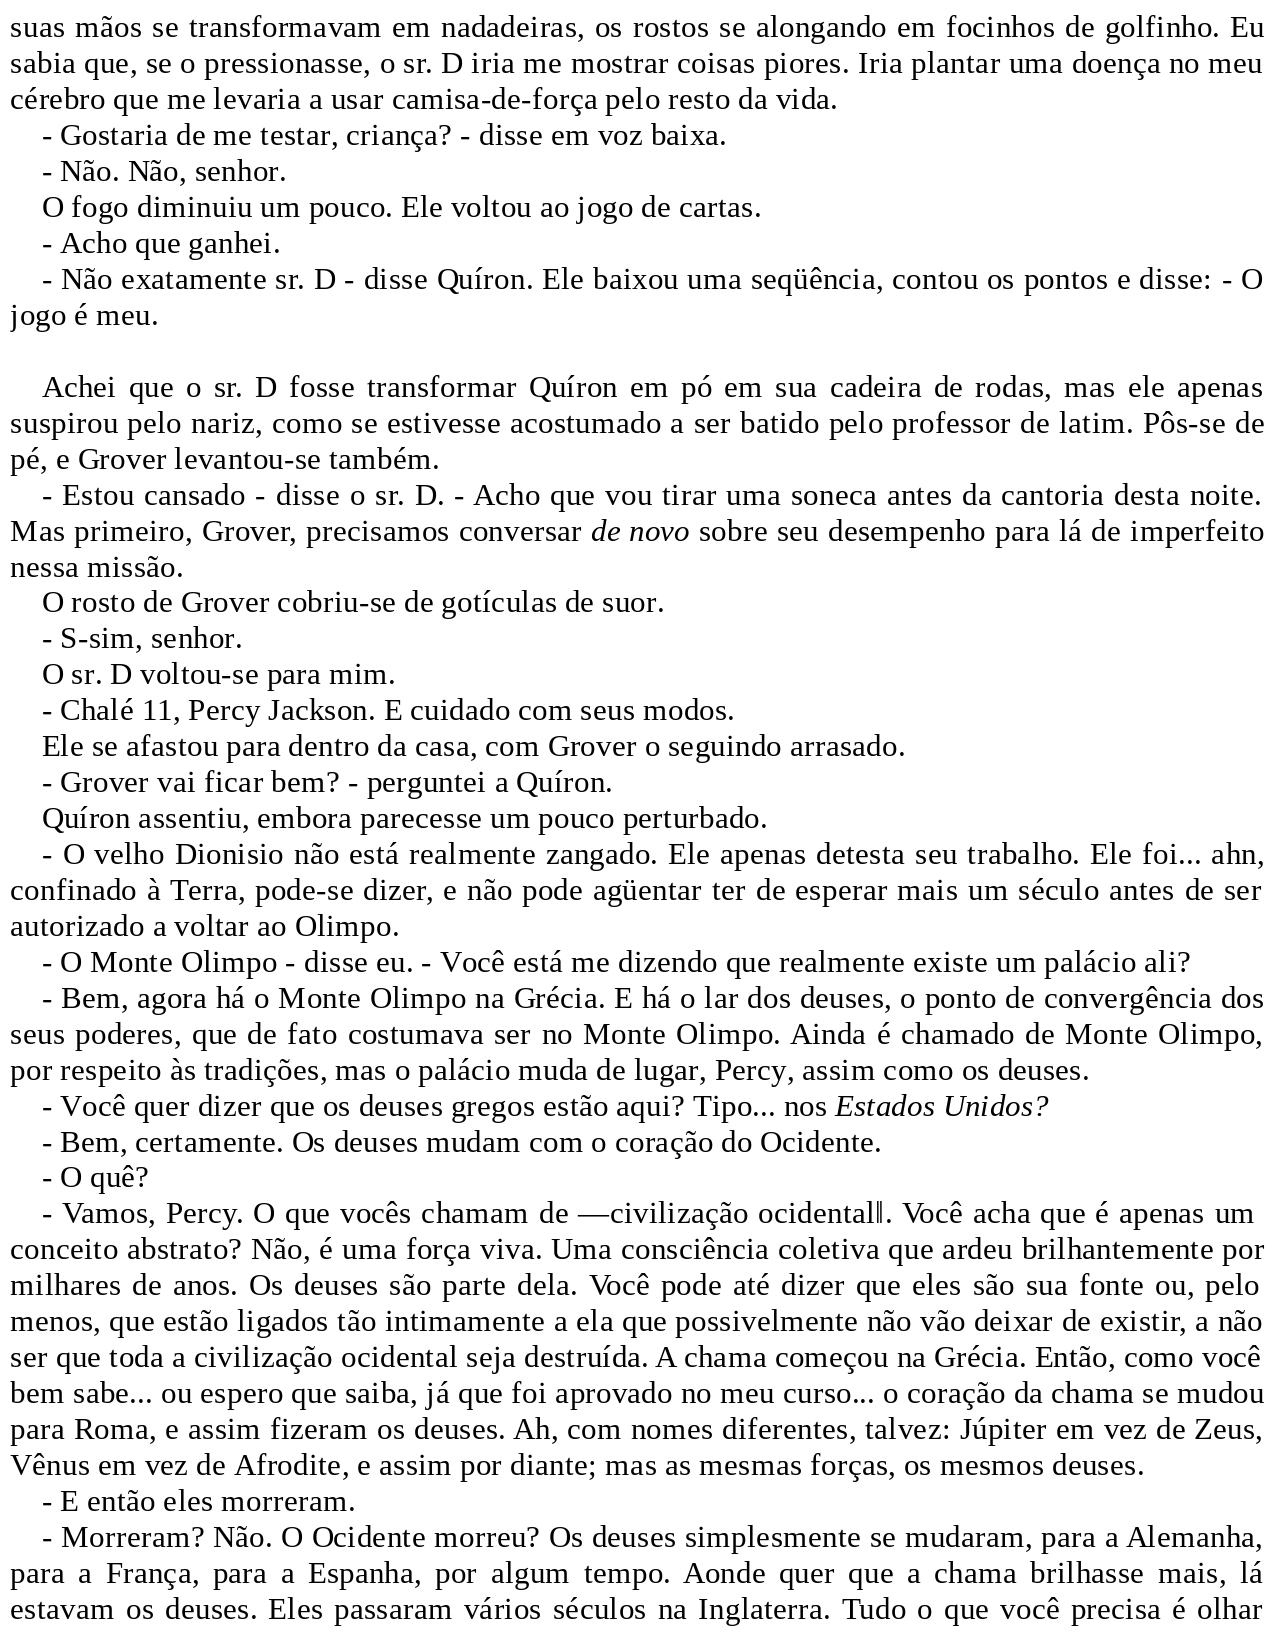 suas mãos se transformavam em nadadeiras, os rostos se alongando em focinhos de golfinho. Eu
sabia que, se o pressionasse, o sr. D iria me mostrar coisas piores. Iria plantar uma doença no meu
cérebro que me levaria a usar camisa-de-força pelo resto da vida.
- Gostaria de me testar, criança? - disse em voz baixa.
- Não. Não, senhor.
O fogo diminuiu um pouco. Ele voltou ao jogo de cartas.
- Acho que ganhei.
- Não exatamente sr. D - disse Quíron. Ele baixou uma seqüência, contou os pontos e disse: - O
jogo é meu.
Achei que o sr. D fosse transformar Quíron em pó em sua cadeira de rodas, mas ele apenas
suspirou pelo nariz, como se estivesse acostumado a ser batido pelo professor de latim. Pôs-se de
pé, e Grover levantou-se também.
- Estou cansado - disse o sr. D. - Acho que vou tirar uma soneca antes da cantoria desta noite.
Mas primeiro, Grover, precisamos conversar de novo sobre seu desempenho para lá de imperfeito
nessa missão.
O rosto de Grover cobriu-se de gotículas de suor.
- S-sim, senhor.
O sr. D voltou-se para mim.
- Chalé 11, Percy Jackson. E cuidado com seus modos.
Ele se afastou para dentro da casa, com Grover o seguindo arrasado.
- Grover vai ficar bem? - perguntei a Quíron.
Quíron assentiu, embora parecesse um pouco perturbado.
- O velho Dionisio não está realmente zangado. Ele apenas detesta seu trabalho. Ele foi... ahn,
confinado à Terra, pode-se dizer, e não pode agüentar ter de esperar mais um século antes de ser
autorizado a voltar ao Olimpo.
- O Monte Olimpo - disse eu. - Você está me dizendo que realmente existe um palácio ali?
- Bem, agora há o Monte Olimpo na Grécia. E há o lar dos deuses, o ponto de convergência dos
seus poderes, que de fato costumava ser no Monte Olimpo. Ainda é chamado de Monte Olimpo,
por respeito às tradições, mas o palácio muda de lugar, Percy, assim como os deuses.
- Você quer dizer que os deuses gregos estão aqui? Tipo... nos Estados Unidos?
- Bem, certamente. Os deuses mudam com o coração do Ocidente.
- O quê?
- Vamos, Percy. O que vocês chamam de ―civilização ocidental‖. Você acha que é apenas um
conceito abstrato? Não, é uma força viva. Uma consciência coletiva que ardeu brilhantemente por
milhares de anos. Os deuses são parte dela. Você pode até dizer que eles são sua fonte ou, pelo
menos, que estão ligados tão intimamente a ela que possivelmente não vão deixar de existir, a não
ser que toda a civilização ocidental seja destruída. A chama começou na Grécia. Então, como você
bem sabe... ou espero que saiba, já que foi aprovado no meu curso... o coração da chama se mudou
para Roma, e assim fizeram os deuses. Ah, com nomes diferentes, talvez: Júpiter em vez de Zeus,
Vênus em vez de Afrodite, e assim por diante; mas as mesmas forças, os mesmos deuses.
- E então eles morreram.
- Morreram? Não. O Ocidente morreu? Os deuses simplesmente se mudaram, para a Alemanha,
para a França, para a Espanha, por algum tempo. Aonde quer que a chama brilhasse mais, lá
estavam os deuses. Eles passaram vários séculos na Inglaterra. Tudo o que você precisa é olhar